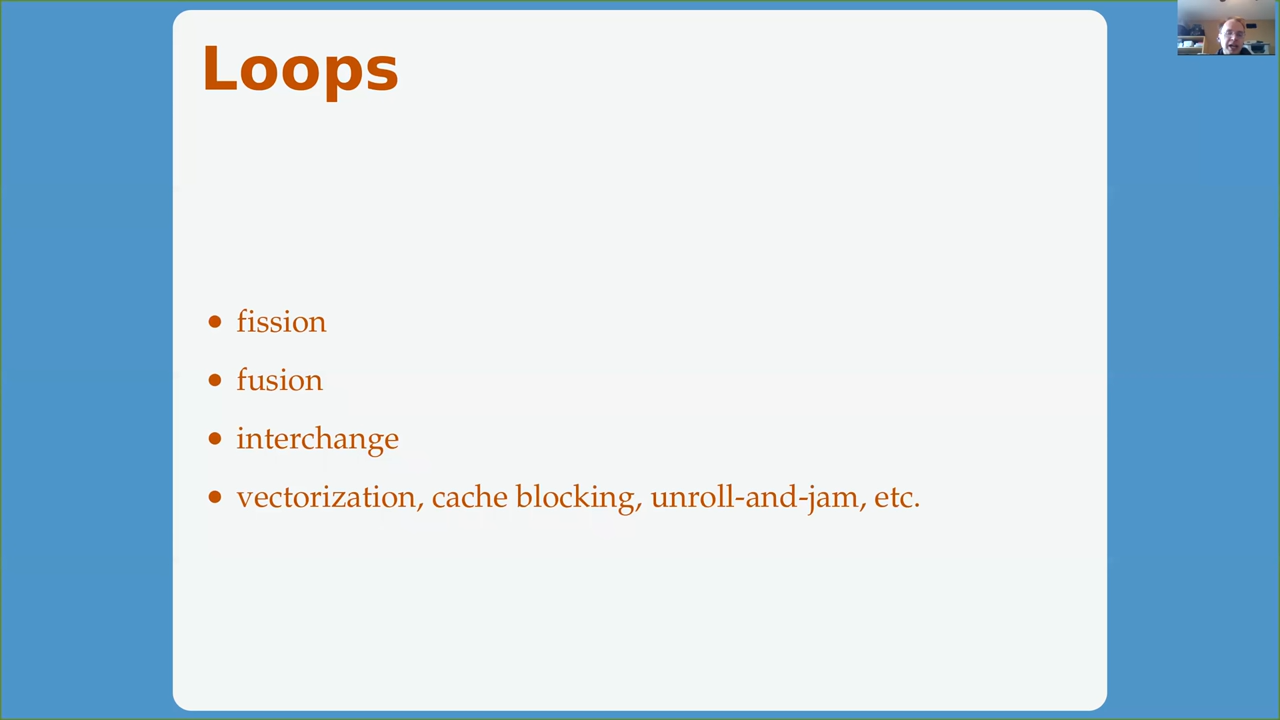 Loops
• fission
• fusion
• interchange
• vectorization, cache blocking, unroll-and-jam, etc.